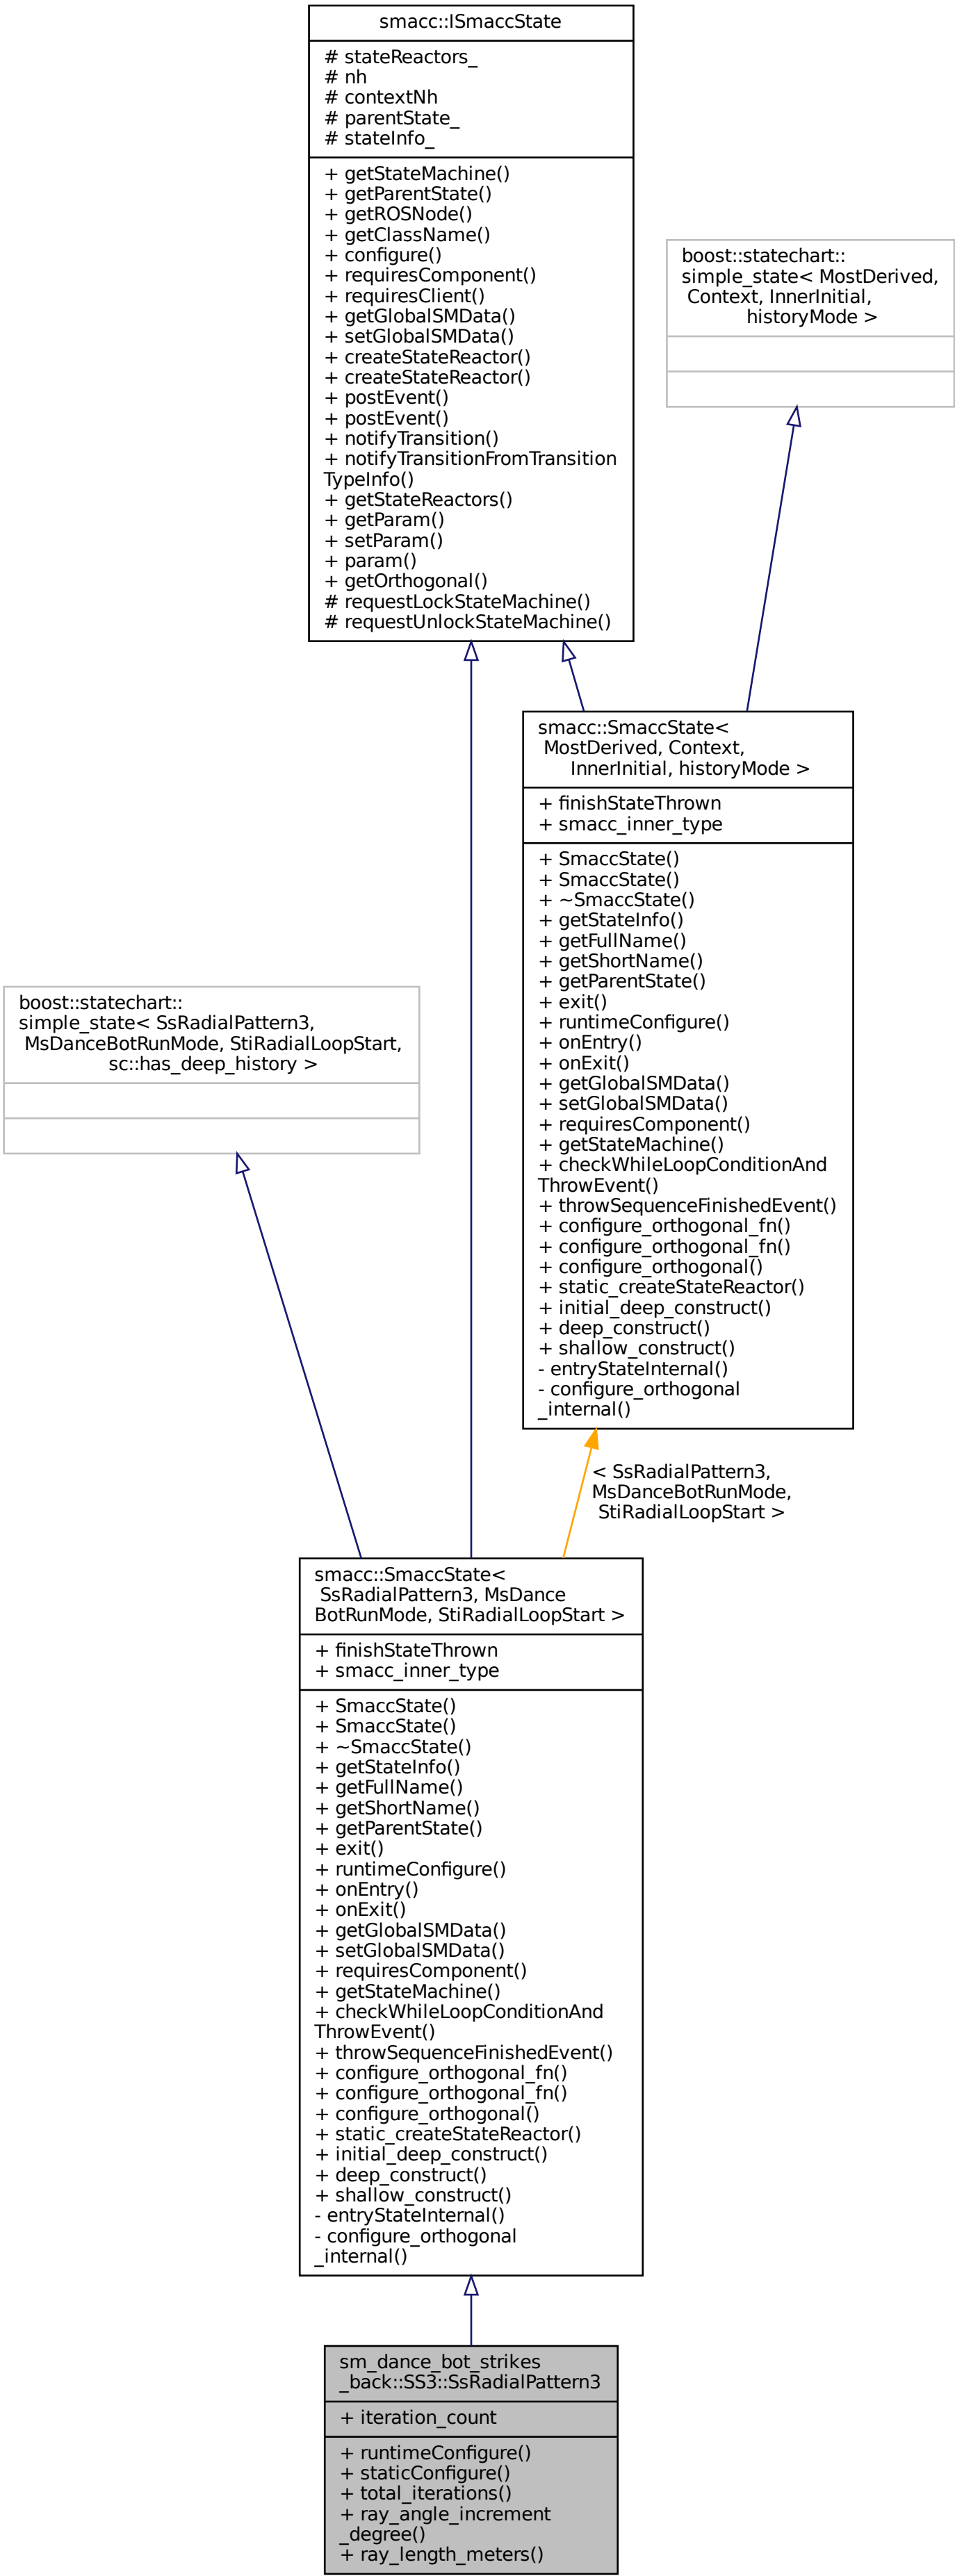 smacc::ISmaccState
# stateReactors_
# nh
# contextNh
# parentState_
# stateInfo_
+ getStateMachine()
+ getParentState()
+ getROSNode()
+ getClassName()
+ configure()
+ requiresComponent()
+ requiresClient()
+ getGlobalSMData()
+ setGlobalSMData()
+ createStateReactor()
+ createStateReactor()
+ postEvent()
+ postEvent()
+ notifyTransition()
+ notifyTransitionFromTransition
TypeInfo()
+ getStateReactors()
+ getParam()
+ setParam()
+ param()
+ getOrthogonal()
# requestLockStateMachine()
# requestUnlockStateMachine()
boost::statechart::
simple_state< MostDerived,
Context, InnerInitial,
historyMode >
smacc::SmaccState<
MostDerived, Context,
InnerInitial, historyMode >
+ finishStateThrown
+ smacc_inner_type
+ SmaccState()
+ SmaccState()
+ ~SmaccState()
+ getStateInfo()
+ getFullName()
+ getShortName()
+ getParentState()
+ exit()
+ runtimeConfigure()
+ onEntry()
+ onExit()
+ getGlobalSMData()
+ setGlobalSMData()
+ requiresComponent()
+ getStateMachine()
+ checkWhileLoopConditionAnd
ThrowEvent()
+ throwSequenceFinishedEvent()
+ configure_orthogonal_fn()
+ configure_orthogonal_fn()
+ configure_orthogonal()
+ static_createStateReactor()
+ initial_deep_construct()
+ deep_construct()
+ shallow_construct()
- entryStateInternal()
- configure_orthogonal
_internal()
boost::statechart::
simple_state< SsRadialPattern3,
MsDanceBotRunMode, StiRadialLoopStart,
sc::has_deep_history >
< SsRadialPattern3,
MsDanceBotRunMode,
StiRadialLoopStart >
smacc::SmaccState<
SsRadialPattern3, MsDance
BotRunMode, StiRadialLoopStart >
+ finishStateThrown
+ smacc_inner_type
+ SmaccState()
+ SmaccState()
+ ~SmaccState()
+ getStateInfo()
+ getFullName()
+ getShortName()
+ getParentState()
+ exit()
+ runtimeConfigure()
+ onEntry()
+ onExit()
+ getGlobalSMData()
+ setGlobalSMData()
+ requiresComponent()
+ getStateMachine()
+ checkWhileLoopConditionAnd
ThrowEvent()
+ throwSequenceFinishedEvent()
+ configure_orthogonal_fn()
+ configure_orthogonal_fn()
+ configure_orthogonal()
+ static_createStateReactor()
+ initial_deep_construct()
+ deep_construct()
+ shallow_construct()
- entryStateInternal()
- configure_orthogonal
_internal()
sm_dance_bot_strikes
_back::SS3::SsRadialPattern3
+ iteration_count
+ runtimeConfigure()
+ staticConfigure()
+ total_iterations()
+ ray_angle_increment
_degree()
+ ray_length_meters()